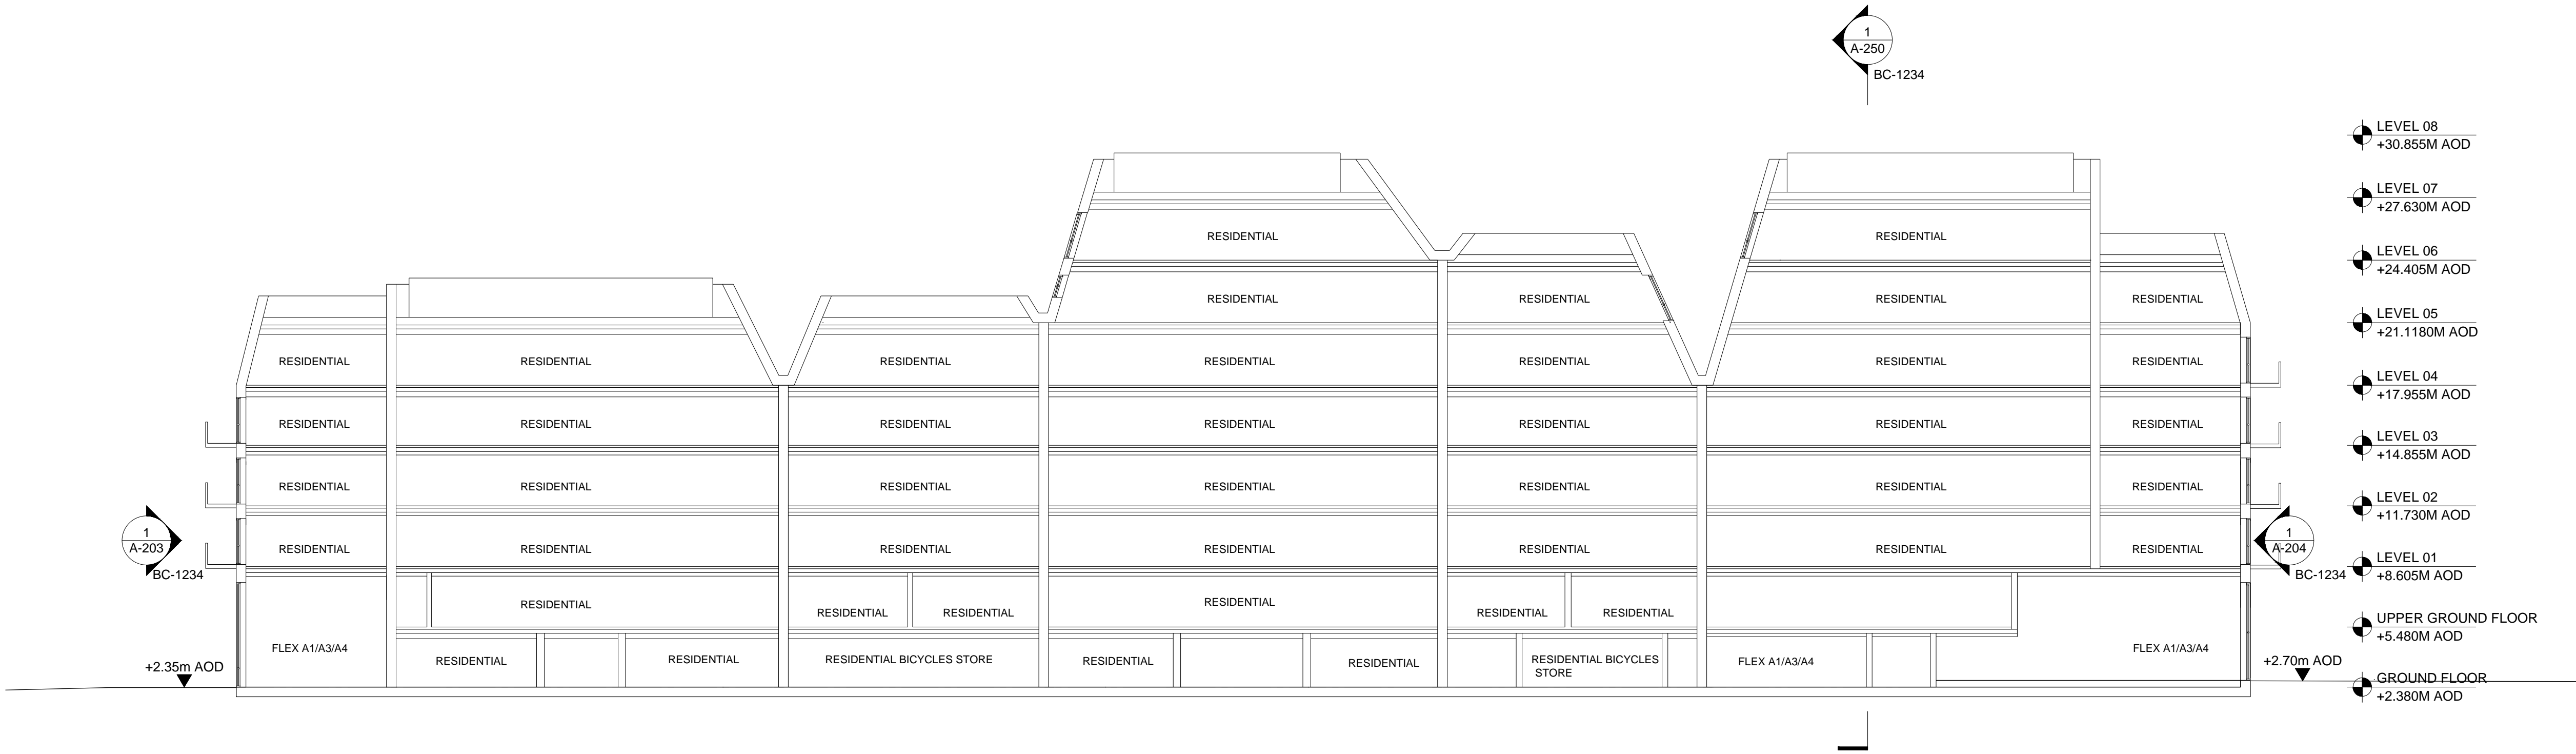 1
A-250
BC-1234
LEVEL 08
+30.855M AOD
LEVEL 07
+27.630M AOD
RESIDENTIAL
RESIDENTIAL
LEVEL 06
+24.405M AOD
RESIDENTIAL
RESIDENTIAL
RESIDENTIAL
RESIDENTIAL
LEVEL 05
+21.1180M AOD
RESIDENTIAL
RESIDENTIAL
RESIDENTIAL
RESIDENTIAL
RESIDENTIAL
RESIDENTIAL
RESIDENTIAL
LEVEL 04
+17.955M AOD
RESIDENTIAL
RESIDENTIAL
RESIDENTIAL
RESIDENTIAL
RESIDENTIAL
RESIDENTIAL
RESIDENTIAL
LEVEL 03
+14.855M AOD
RESIDENTIAL
RESIDENTIAL
RESIDENTIAL
RESIDENTIAL
RESIDENTIAL
RESIDENTIAL
RESIDENTIAL
LEVEL 02
+11.730M AOD
1
A-203
BC-1234
RESIDENTIAL
RESIDENTIAL
RESIDENTIAL
RESIDENTIAL
RESIDENTIAL
RESIDENTIAL
RESIDENTIAL
1
A-204
BC-1234
LEVEL 01
+8.605M AOD
RESIDENTIAL
RESIDENTIAL
RESIDENTIAL
RESIDENTIAL
RESIDENTIAL
RESIDENTIAL
UPPER GROUND FLOOR
+5.480M AOD
FLEX A1/A3/A4
RESIDENTIAL
RESIDENTIAL
RESIDENTIAL BICYCLES STORE
RESIDENTIAL
RESIDENTIAL
RESIDENTIAL BICYCLES
STORE
FLEX A1/A3/A4
FLEX A1/A3/A4
+2.35m AOD
+2.70m AOD
GROUND FLOOR
+2.380M AOD